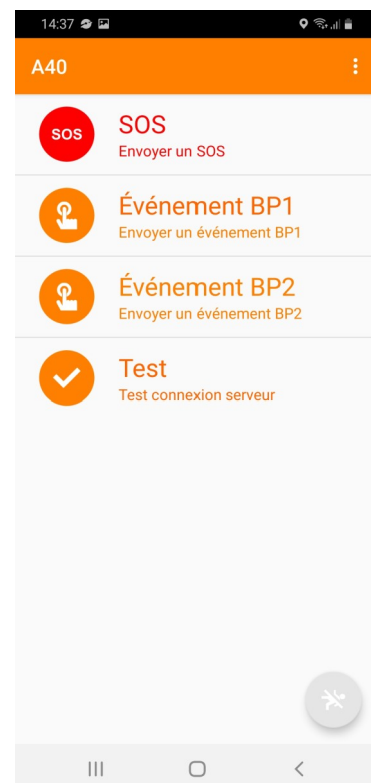 14:37
A40
SOS
SOS
Envoyer un SOS
Événement BP1
Envoyer un événement BP1
Événement BP2
Envoyer un événement BP2
Test
Test connexion serveur